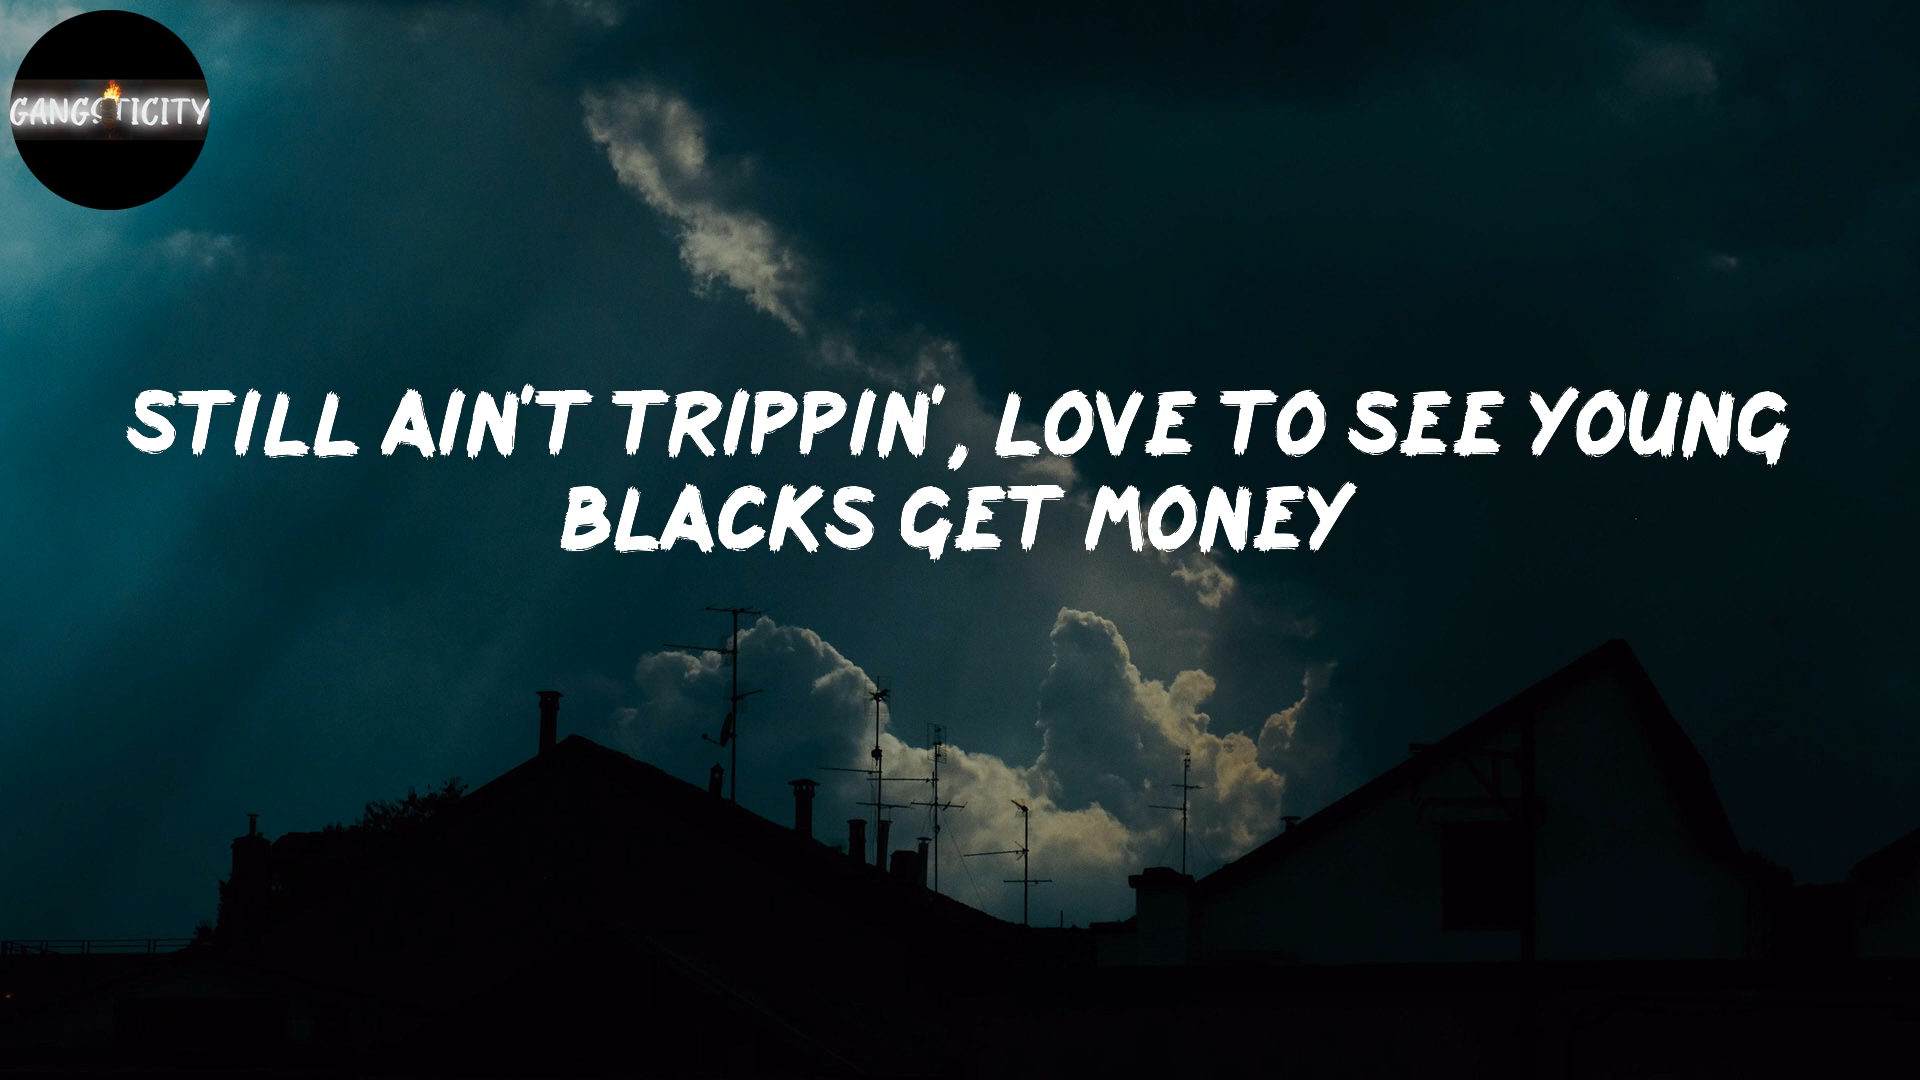 GANGSTICITY
STILL AIN'T TRIPPIN', LOVE TO SEE YOUNG
BLACKS GET MONEY